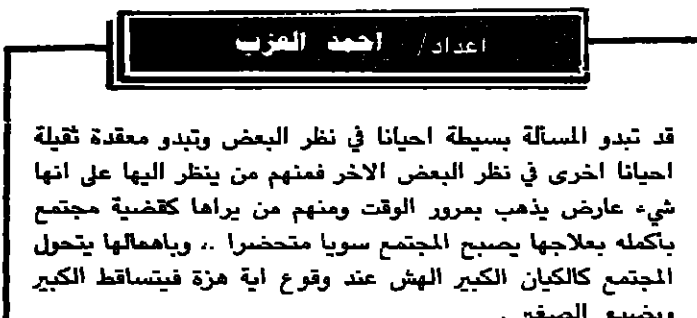 اعداد / احمد العزب
قد تبدو المسألة بسيطة احيانا في نظر البعض وتبدو معقدة ثقيلة
احيانا اخرى في نظر البعض الاخر فمنهم من ينظر اليها على انها
شيء عارض يذهب بمرور الوقت ومنهم من يراها كقضية مجتمع
بأكمله بعلاجها يصبح المجتمع سويا متحضرا .. وباهمالها يتحول
المجتمع كالكيان الكبير الهش عند وقوع اية هزة فيتساقط الكبير
ويضيع الصغير .